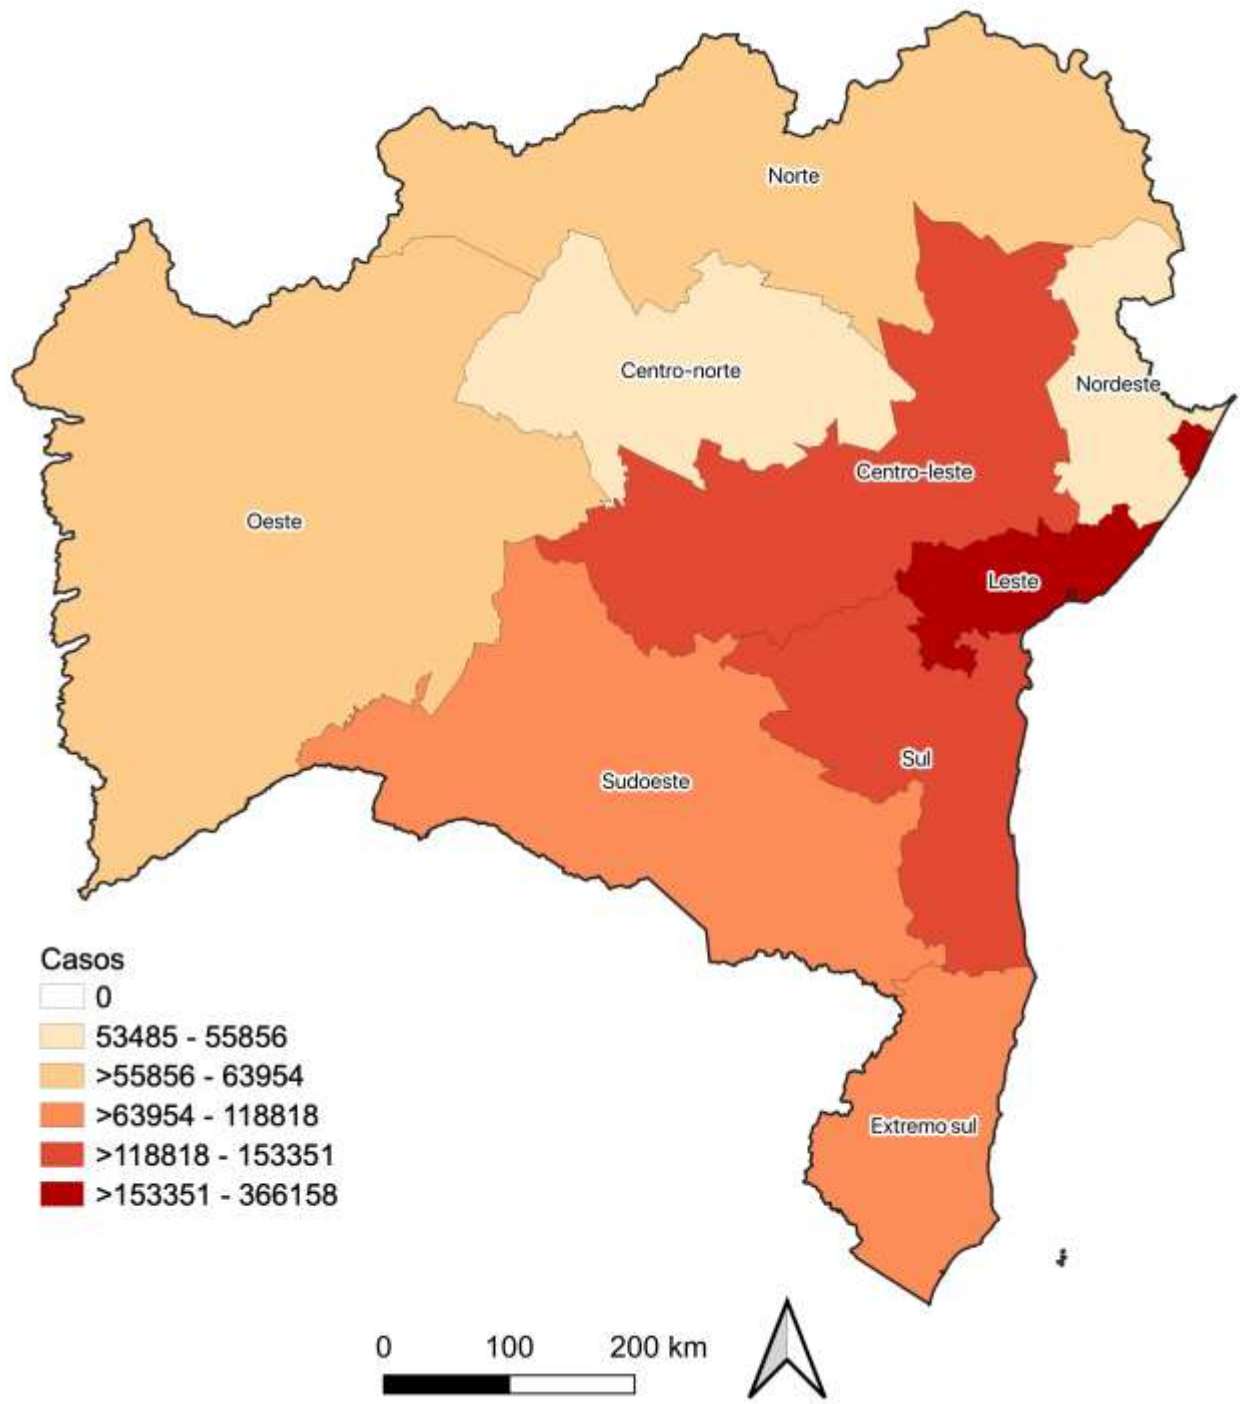 Norte
Centro-norte
Nordeste
Centro-leste
Oeste
Leste
Sul
Sudoeste
Casos
0
53485 - 55856
>55856 - 63954
>63954 - 118818
>118818 - 153351
>153351 - 366158
Extremo sul
0 100 200 km